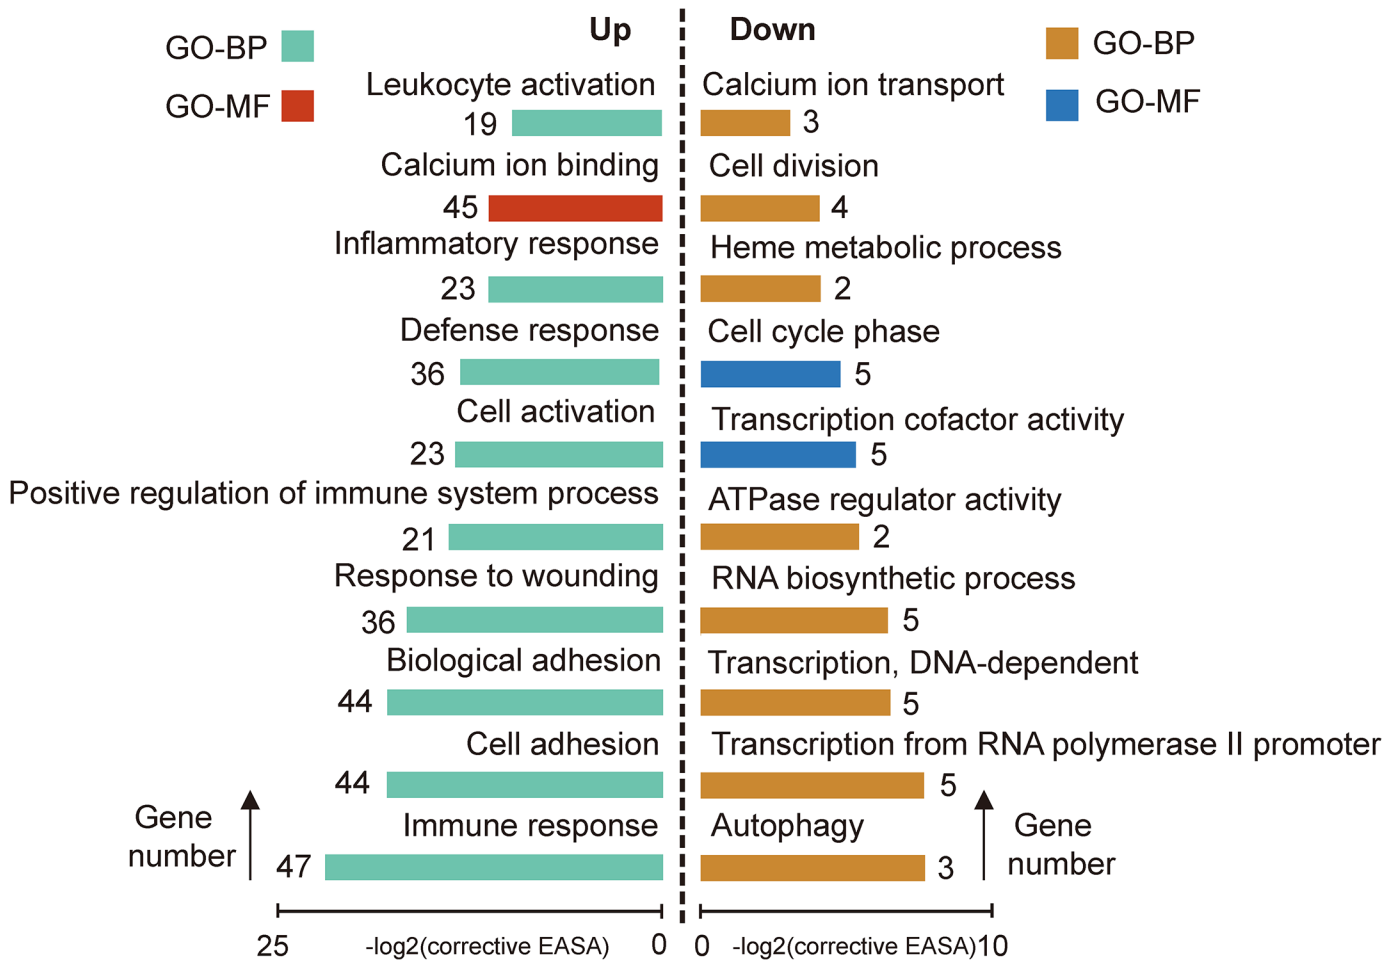 Up
Down
GO-BP
GO-MF
GO-BP
GO-MF
Leukocyte activation
19
Calcium ion binding
45
Inflammatory response
23
Defense response
36
Cell activation
23
Positive regulation of immune system process
21
Response to wounding
36
Biological adhesion
44
Cell adhesion
44
Immune response
47
Gene
number
25
-log2(corrective EASA)
0
Calcium ion transport
3
Cell division
4
Heme metabolic process
2
Cell cycle phase
5
Transcription cofactor activity
5
ATPase regulator activity
2
RNA biosynthetic process
5
Transcription, DNA-dependent
5
Transcription from RNA polymerase II promoter
5
Autophagy
3
Gene
number
0
-log2(corrective EASA)
10